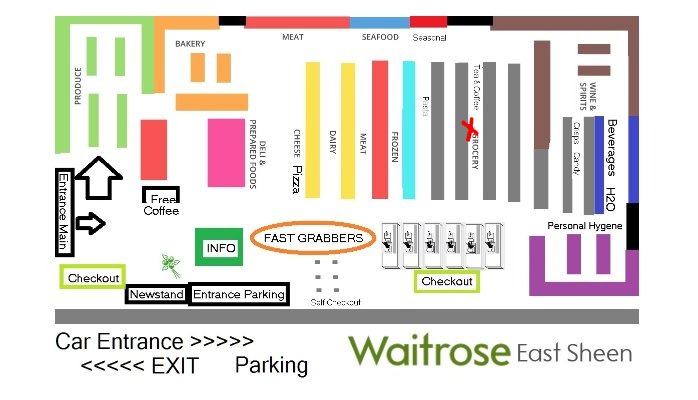 MEAT
SEAFOOD
Seasonal
BAKERY
PRODUCE
WINE &
SPIRITS
Tea & Coffee
Pasta
GROCERY
CHEESE
Pizza
DAIRY
MEAT
FROZEN
DELI &
PREPARED FOODS
Crisps
Candy
Beverages H2O
Entrance Main
Free
Coffee
Personal Hygene
INFO
FAST GRABBERS
Checkout
Checkout
Newstand
Entrance Parking
Self Checkout
Car Entrance >>>>>
<<<<< EXIT Parking
Waitrose East Sheen